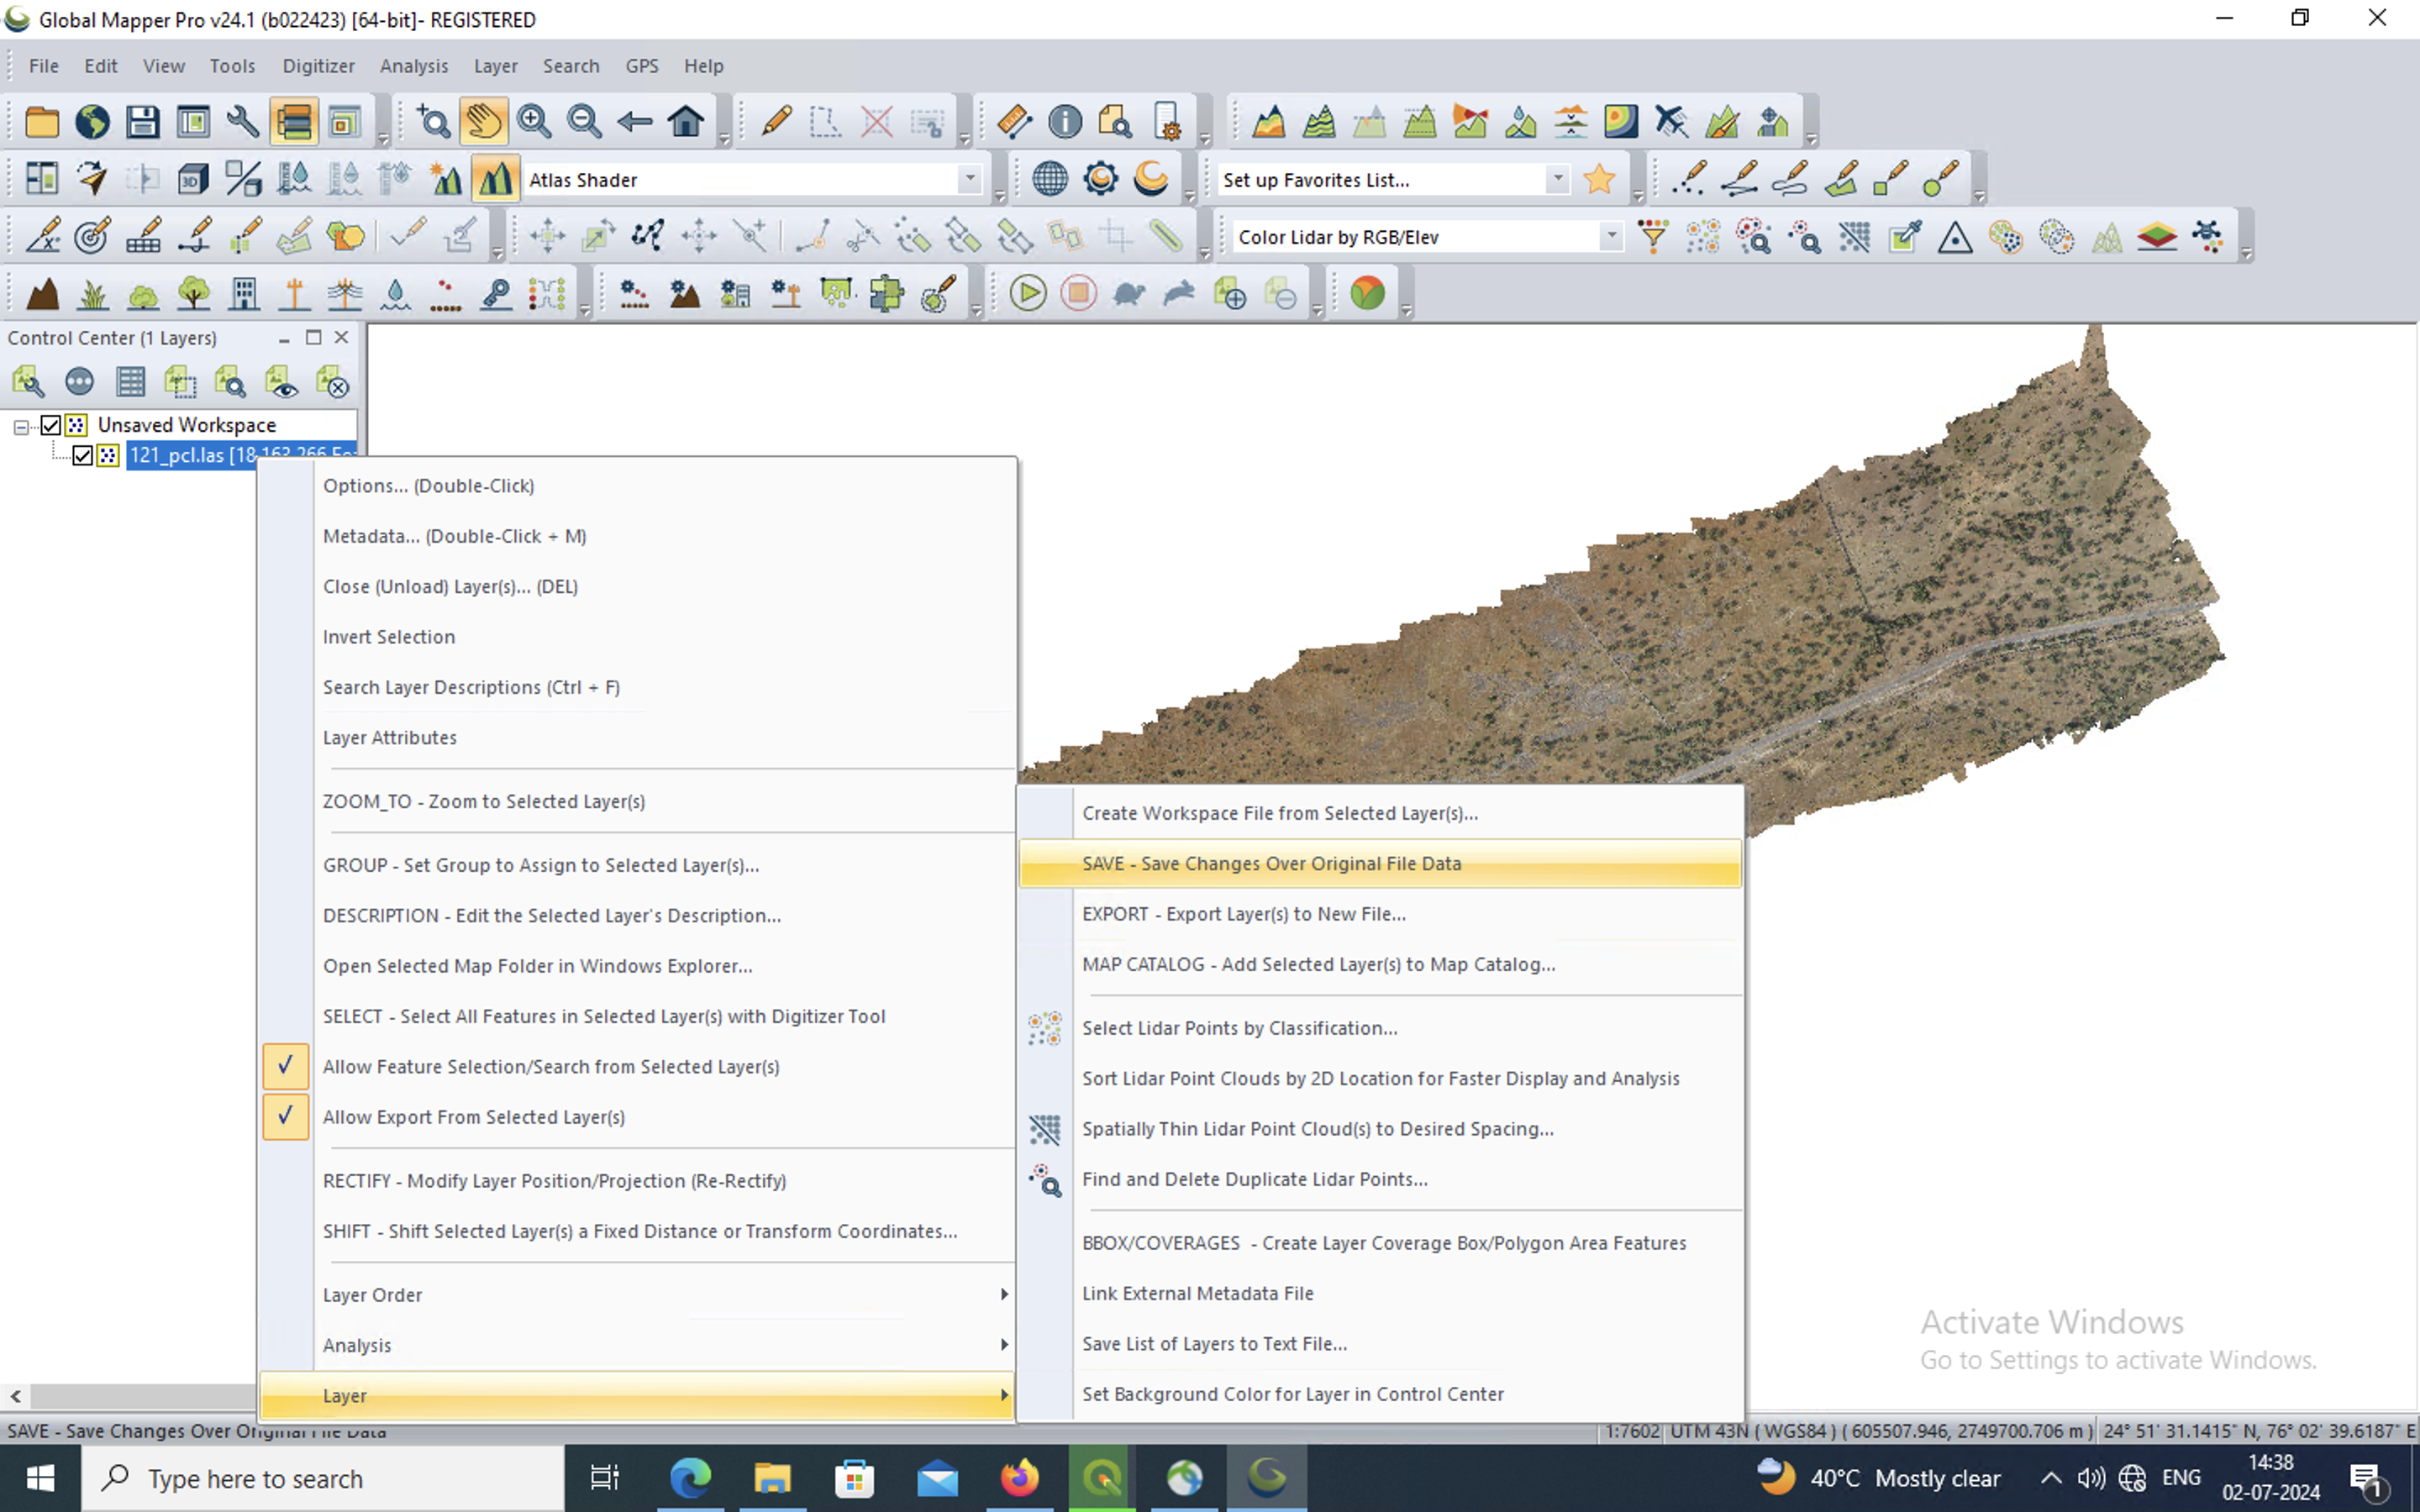 Global Mapper Pro v24.1 (b022423) [64-bit]- REGISTERED
File Edit View Tools Digitizer Analysis Layer Search GPS Help
3D Atlas Shader Set up Favorites List...
Color Lidar by RGB/Elev
Control Center (1 Layers)
Unsaved Workspace
121_pcl.las [18,163,266 Fea
Options... (Double-Click)
Metadata... (Double-Click + M)
Close (Unload) Layer(s)... (DEL)
Invert Selection
Search Layer Descriptions (Ctrl + F)
Layer Attributes
ZOOM_TO - Zoom to Selected Layer(s)
GROUP - Set Group to Assign to Selected Layer(s)...
DESCRIPTION - Edit the Selected Layer's Description...
Open Selected Map Folder in Windows Explorer...
SELECT - Select All Features in Selected Layer(s) with Digitizer Tool
Allow Feature Selection/Search from Selected Layer(s)
Allow Export From Selected Layer(s)
RECTIFY - Modify Layer Position/Projection (Re-Rectify)
SHIFT - Shift Selected Layer(s) a Fixed Distance or Transform Coordinates...
Layer Order
Analysis
Layer
Create Workspace File from Selected Layer(s)...
SAVE - Save Changes Over Original File Data
EXPORT - Export Layer(s) to New File...
MAP CATALOG - Add Selected Layer(s) to Map Catalog...
Select Lidar Points by Classification...
Sort Lidar Point Clouds by 2D Location for Faster Display and Analysis
Spatially Thin Lidar Point Cloud(s) to Desired Spacing...
Find and Delete Duplicate Lidar Points...
BBOX/COVERAGES - Create Layer Coverage Box/Polygon Area Features
Link External Metadata File
Save List of Layers to Text File...
Set Background Color for Layer in Control Center
Activate Windows
Go to Settings to activate Windows.
SAVE - Save Changes Over Original File Data
1:7602 UTM 43N ( WGS84 ) ( 605507.946, 2749700.706 m ) 24° 51' 31.1415" N, 76° 02' 39.6187" E
Type here to search
40°C Mostly clear
ENG
14:38
02-07-2024
1